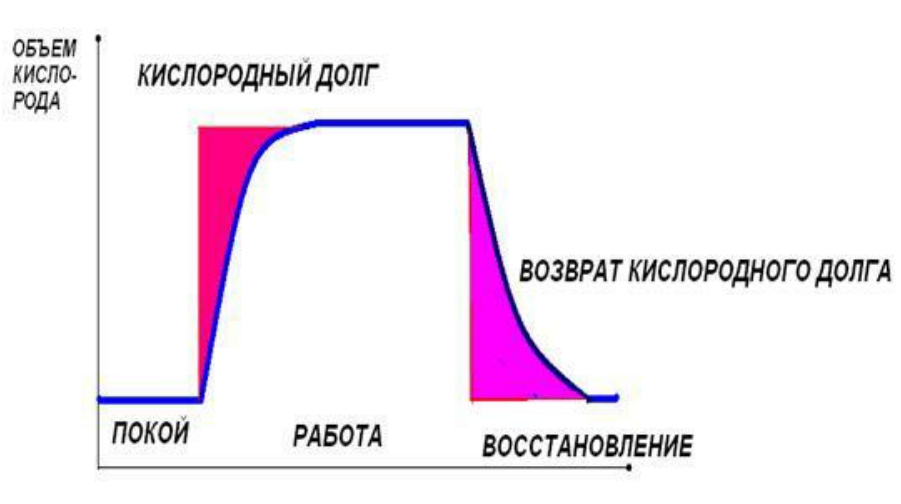 ОБЪЕМ
КИСЛО-
РОДА
КИСЛОРОДНЫЙ ДОЛГ
ВОЗВРАТ КИСЛОРОДНОГО ДОЛГА
ПОКОЙ
РАБОТА
ВОССТАНОВЛЕНИЕ